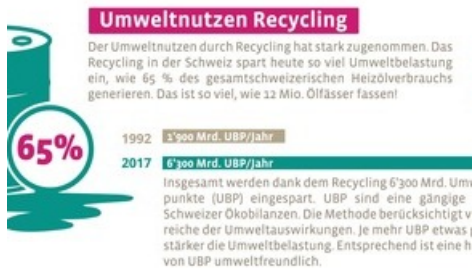 Umweltnutzen Recycling
Der Umweltnutzen durch Recycling hat stark zugenommen. Das
Recycling in der Schweiz spart heute so viel Umweltbelastung
ein, wie 65 % des gesamtschweizerischen Heizölverbrauchs
generieren. Das ist so viel, wie 12 Mio. Ölfässer fassen!
65%
1992 1'900 Mrd. UBP/Jahr
2017 6'300 Mrd. UBP/Jahr
Insgesamt werden dank dem Recycling 6'300 Mrd. Um
punkte (UBP) eingespart. UBP sind eine gängige
Schweizer Ökobilanzen. Die Methode berücksichtigt v
reiche der Umweltauswirkungen. Je mehr UBP etwas
stärker die Umweltbelastung. Entsprechend ist eine h
von UBP umweltfreundlich.